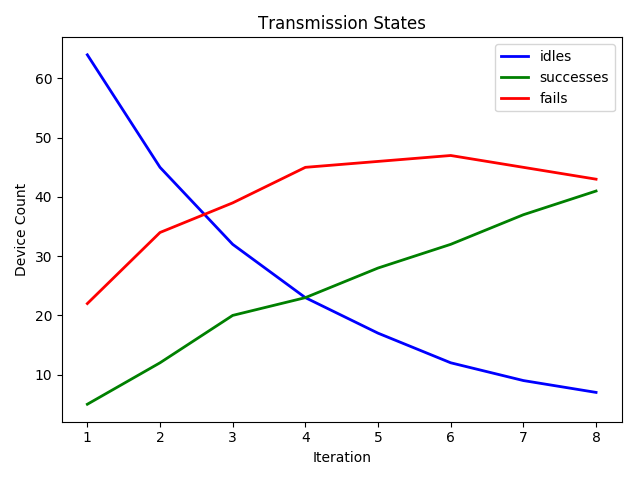 Transmission States
idles
successes
fails
Device Count
60
50
40
30
20
10
1 2 3 4 5 6 7 8
Iteration